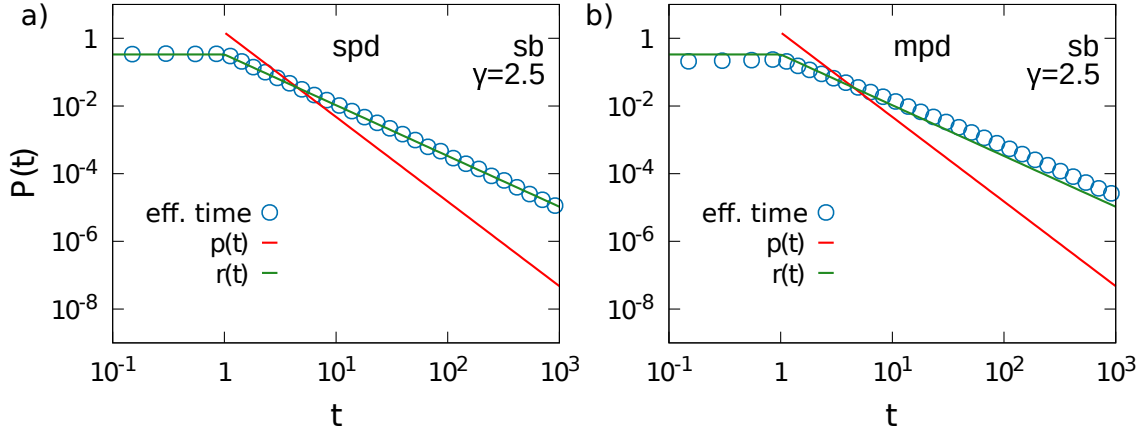 a)
spd
sb
γ=2.5
P(t)
1
10⁻²
10⁻⁴
10⁻⁶
10⁻⁸
eff. time
p(t)
r(t)
10⁻¹
1
10¹
10²
10³
t
b)
mpd
sb
γ=2.5
1
10⁻²
10⁻⁴
10⁻⁶
10⁻⁸
eff. time
p(t)
r(t)
10⁻¹
1
10¹
10²
10³
t